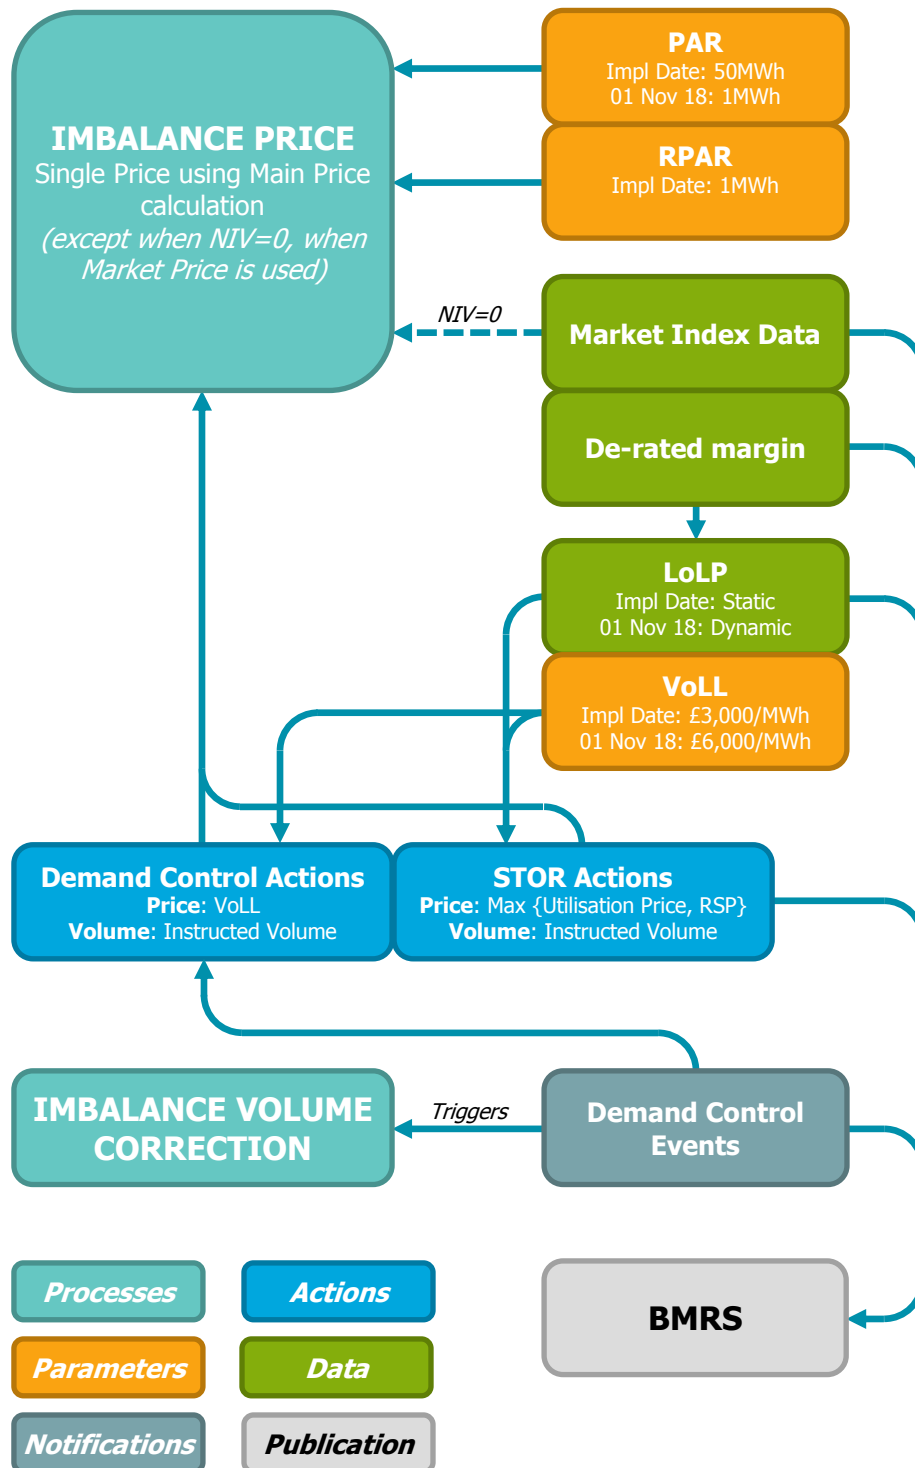 PAR
Impl Date: 50MWh
01 Nov 18: 1MWh
IMBALANCE PRICE
Single Price using Main Price
calculation
(except when NIV=0, when
Market Price is used)
RPAR
Impl Date: 1MWh
NIV=0
Market Index Data
De-rated margin
LoLP
Impl Date: Static
01 Nov 18: Dynamic
VoLL
Impl Date: £3,000/MWh
01 Nov 18: £6,000/MWh
Demand Control Actions
Price: VoLL
Volume: Instructed Volume
STOR Actions
Price: Max {Utilisation Price, RSP}
Volume: Instructed Volume
IMBALANCE VOLUME
CORRECTION
Triggers
Demand Control
Events
Processes
Actions
BMRS
Parameters
Data
Notifications
Publication